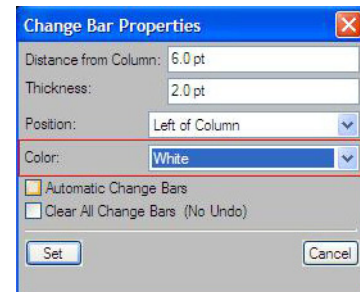 Change Bar Properties
Distance from Column: 6.0 pt
Thickness: 2.0 pt
Position: Left of Column
Color: White
Automatic Change Bars
Clear All Change Bars (No Undo)
Set Cancel